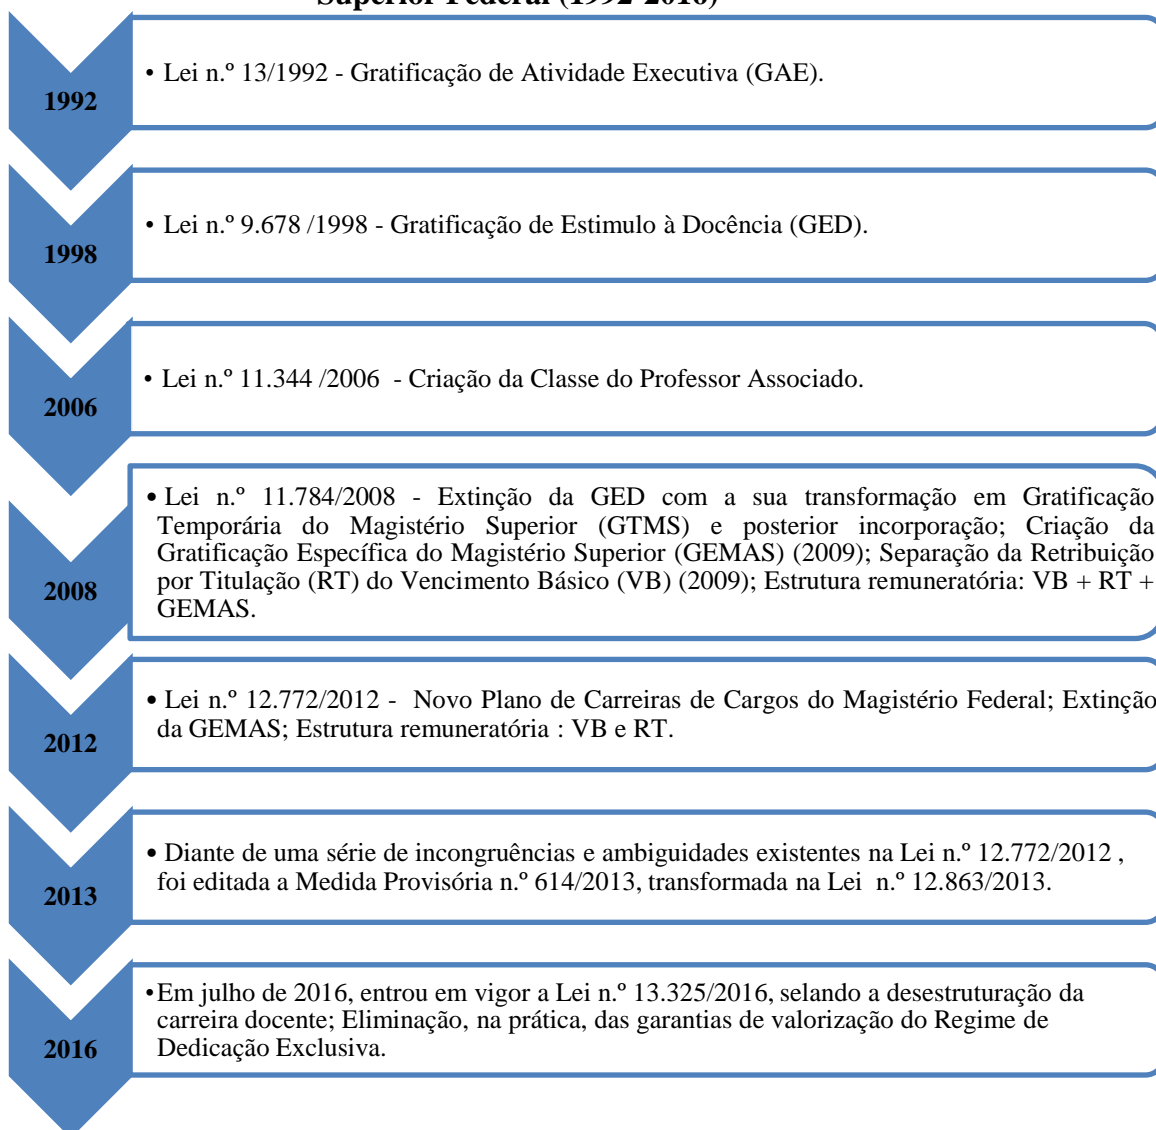 Superior Federal (1992-2016)
1992
• Lei n.º 13/1992 - Gratificação de Atividade Executiva (GAE).
1998
• Lei n.º 9.678 /1998 - Gratificação de Estimulo à Docência (GED).
2006
• Lei n.º 11.344 /2006 - Criação da Classe do Professor Associado.
2008
• Lei n.º 11.784/2008 - Extinção da GED com a sua transformação em Gratificação
Temporária do Magistério Superior (GTMS) e posterior incorporação; Criação da
Gratificação Específica do Magistério Superior (GEMAS) (2009); Separação da Retribuição
por Titulação (RT) do Vencimento Básico (VB) (2009); Estrutura remuneratória: VB + RT +
GEMAS.
2012
• Lei n.º 12.772/2012 - Novo Plano de Carreiras de Cargos do Magistério Federal; Extinção
da GEMAS; Estrutura remuneratória : VB e RT.
2013
• Diante de uma série de incongruências e ambiguidades existentes na Lei n.º 12.772/2012 ,
foi editada a Medida Provisória n.º 614/2013, transformada na Lei n.º 12.863/2013.
2016
•Em julho de 2016, entrou em vigor a Lei n.º 13.325/2016, selando a desestruturação da
carreira docente; Eliminação, na prática, das garantias de valorização do Regime de
Dedicação Exclusiva.